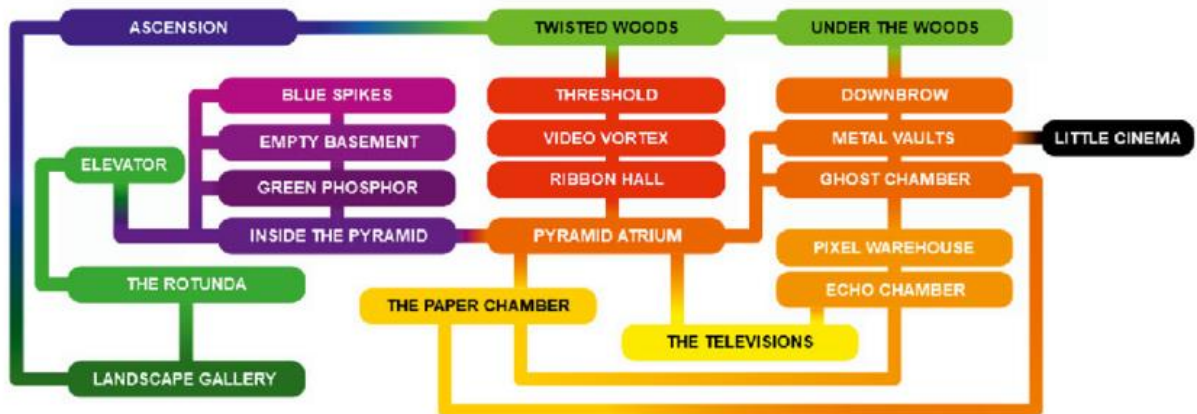 ASCENSION
TWISTED WOODS
UNDER THE WOODS
BLUE SPIKES
THRESHOLD
DOWNBROW
EMPTY BASEMENT
VIDEO VORTEX
METAL VAULTS
LITTLE CINEMA
ELEVATOR
GREEN PHOSPHOR
RIBBON HALL
GHOST CHAMBER
INSIDE THE PYRAMID
PYRAMID ATRIUM
PIXEL WAREHOUSE
THE ROTUNDA
THE PAPER CHAMBER
ECHO CHAMBER
THE TELEVISIONS
LANDSCAPE GALLERY